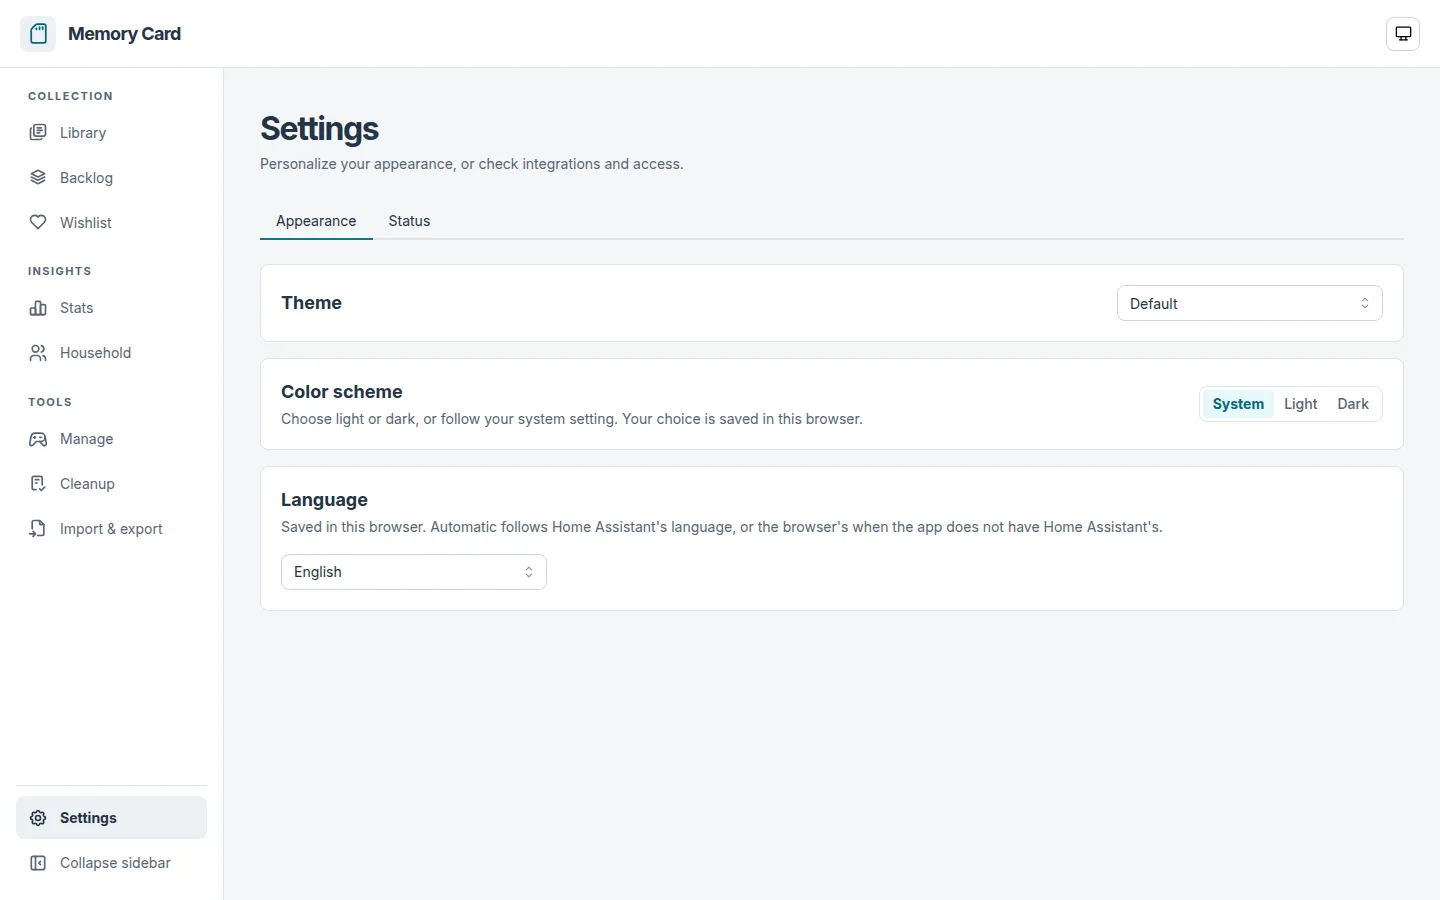 Memory Card
COLLECTION
Library
Backlog
Wishlist
INSIGHTS
Stats
Household
TOOLS
Manage
Cleanup
Import & export
Settings
Collapse sidebar
Settings
Personalize your appearance, or check integrations and access.
Appearance
Status
Theme
Default
Color scheme
Choose light or dark, or follow your system setting. Your choice is saved in this browser.
System
Light
Dark
Language
Saved in this browser. Automatic follows Home Assistant's language, or the browser's when the app does not have Home Assistant's.
English